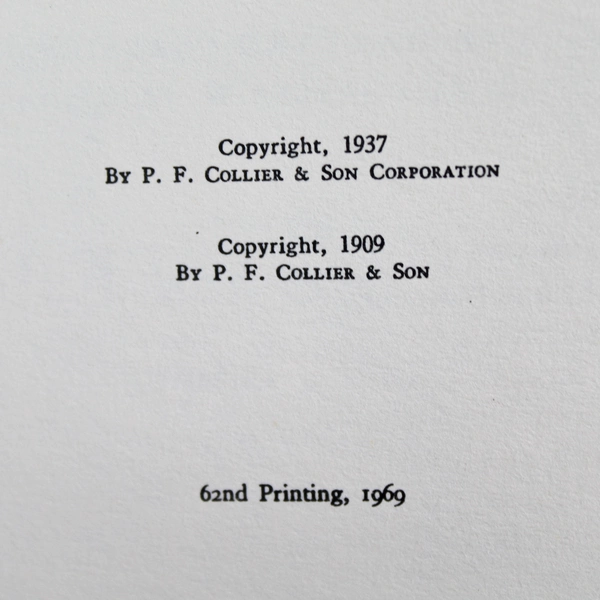 Copyright, 1937
By P. F. Collier & Son Corporation
Copyright, 1909
By P. F. Collier & Son
62nd Printing, 1969